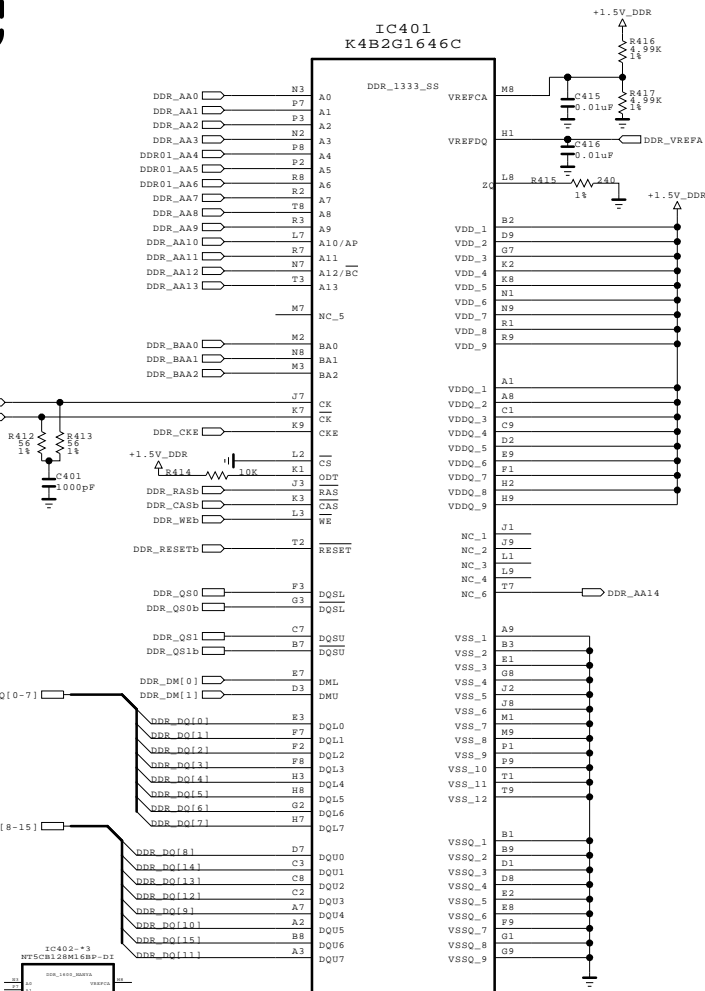 +1.5V_DDR
IC401
K4B2G1646C
R416
4.99K
1%
DDR_1333_SS
DDR_AA0 N3 A0
VREFCA M8
C415
0.01uF
R417
4.99K
1%
DDR_AA1 P7 A1
DDR_AA2 P3 A2
DDR_AA3 N2 A3
VREFDQ H1
DDR_VREFA
DDR01_AA4 P8 A4
C416
0.01uF
DDR01_AA5 P2 A5
DDR01_AA6 R8 A6
ZQ L8 R415 240
1%
DDR_AA7 R2 A7
+1.5V_DDR
DDR_AA8 T8 A8
DDR_AA9 R3 A9
VDD_1 B2
DDR_AA10 L7 A10/AP
VDD_2 D9
DDR_AA11 R7 A11
VDD_3 G7
DDR_AA12 N7 A12/BC
VDD_4 K2
DDR_AA13 T3 A13
VDD_5 K8
VDD_6 N1
M7 NC_5
VDD_7 N9
VDD_8 R1
DDR_BAA0 M2 BA0
VDD_9 R9
DDR_BAA1 N8 BA1
DDR_BAA2 M3 BA2
VDDQ_1 A1
J7 CK
VDDQ_2 A8
K7 CK
VDDQ_3 C1
DDR_CKE K9 CKE
VDDQ_4 C9
R412
56
1%
R413
56
1%
VDDQ_5 D2
+1.5V_DDR
L2 CS
VDDQ_6 E9
R414 10K K1 ODT
VDDQ_7 F1
C401
1000pF
DDR_RASb J3 RAS
VDDQ_8 H2
DDR_CASb K3 CAS
VDDQ_9 H9
DDR_WEb L3 WE
NC_1 J1
DDR_RESETb T2 RESET
NC_2 J9
NC_3 L1
NC_4 L9
DDR_QS0 F3 DQSL
NC_6 T7 DDR_AA14
DDR_QS0b G3 DQSL
DDR_QS1 C7 DQSU
VSS_1 A9
DDR_QS1b B7 DQSU
VSS_2 B3
VSS_3 E1
DDR_DM[0] E7 DML
VSS_4 G8
DDR_DM[1] D3 DMU
VSS_5 J2
Q[0-7]
VSS_6 J8
DDR_DQ[0] E3 DQL0
VSS_7 M1
DDR_DQ[1] F7 DQL1
VSS_8 M9
DDR_DQ[2] F2 DQL2
VSS_9 P1
DDR_DQ[3] F8 DQL3
VSS_10 P9
DDR_DQ[4] H3 DQL4
VSS_11 T1
DDR_DQ[5] H8 DQL5
VSS_12 T9
DDR_DQ[6] G2 DQL6
DDR_DQ[7] H7 DQL7
[8-15]
VSSQ_1 B1
DDR_DQ[8] D7 DQU0
VSSQ_2 B9
DDR_DQ[14] C3 DQU1
VSSQ_3 D1
DDR_DQ[13] C8 DQU2
VSSQ_4 D8
DDR_DQ[12] C2 DQU3
VSSQ_5 E2
DDR_DQ[9] A7 DQU4
VSSQ_6 E8
DDR_DQ[10] A2 DQU5
VSSQ_7 F9
DDR_DQ[15] B8 DQU6
VSSQ_8 G1
DDR_DQ[11] A3 DQU7
VSSQ_9 G9
IC402-*3
NT5CB128M16BP-DI
DDR_1600_NANYA
N3 A0
VREFCA M8
P7 A1